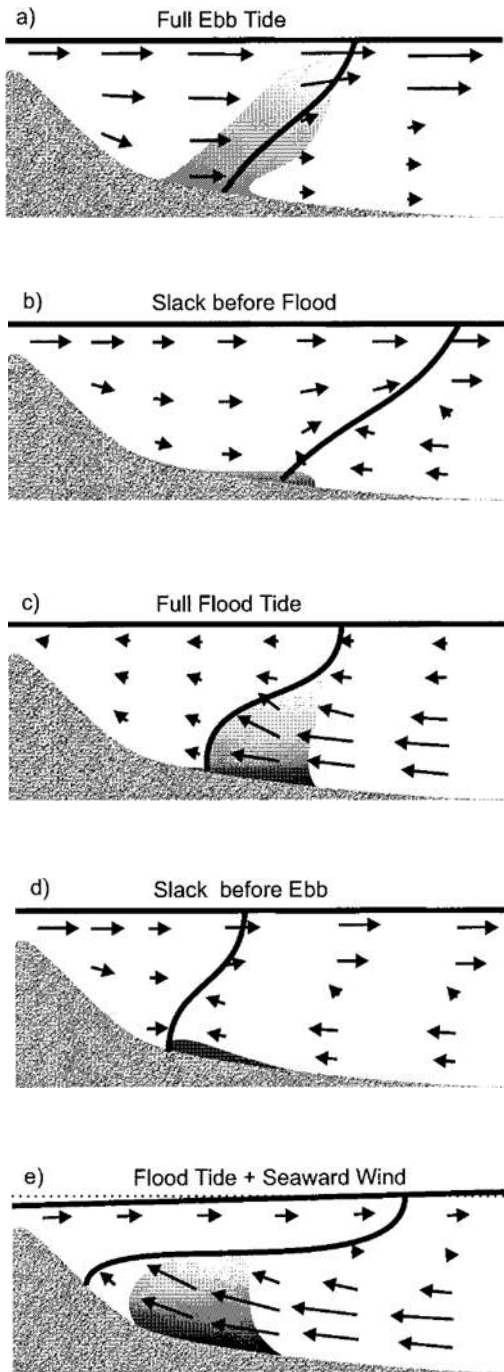 a)
Full Ebb Tide
b)
Slack before Flood
c)
Full Flood Tide
d)
Slack before Ebb
e)
Flood Tide + Seaward Wind